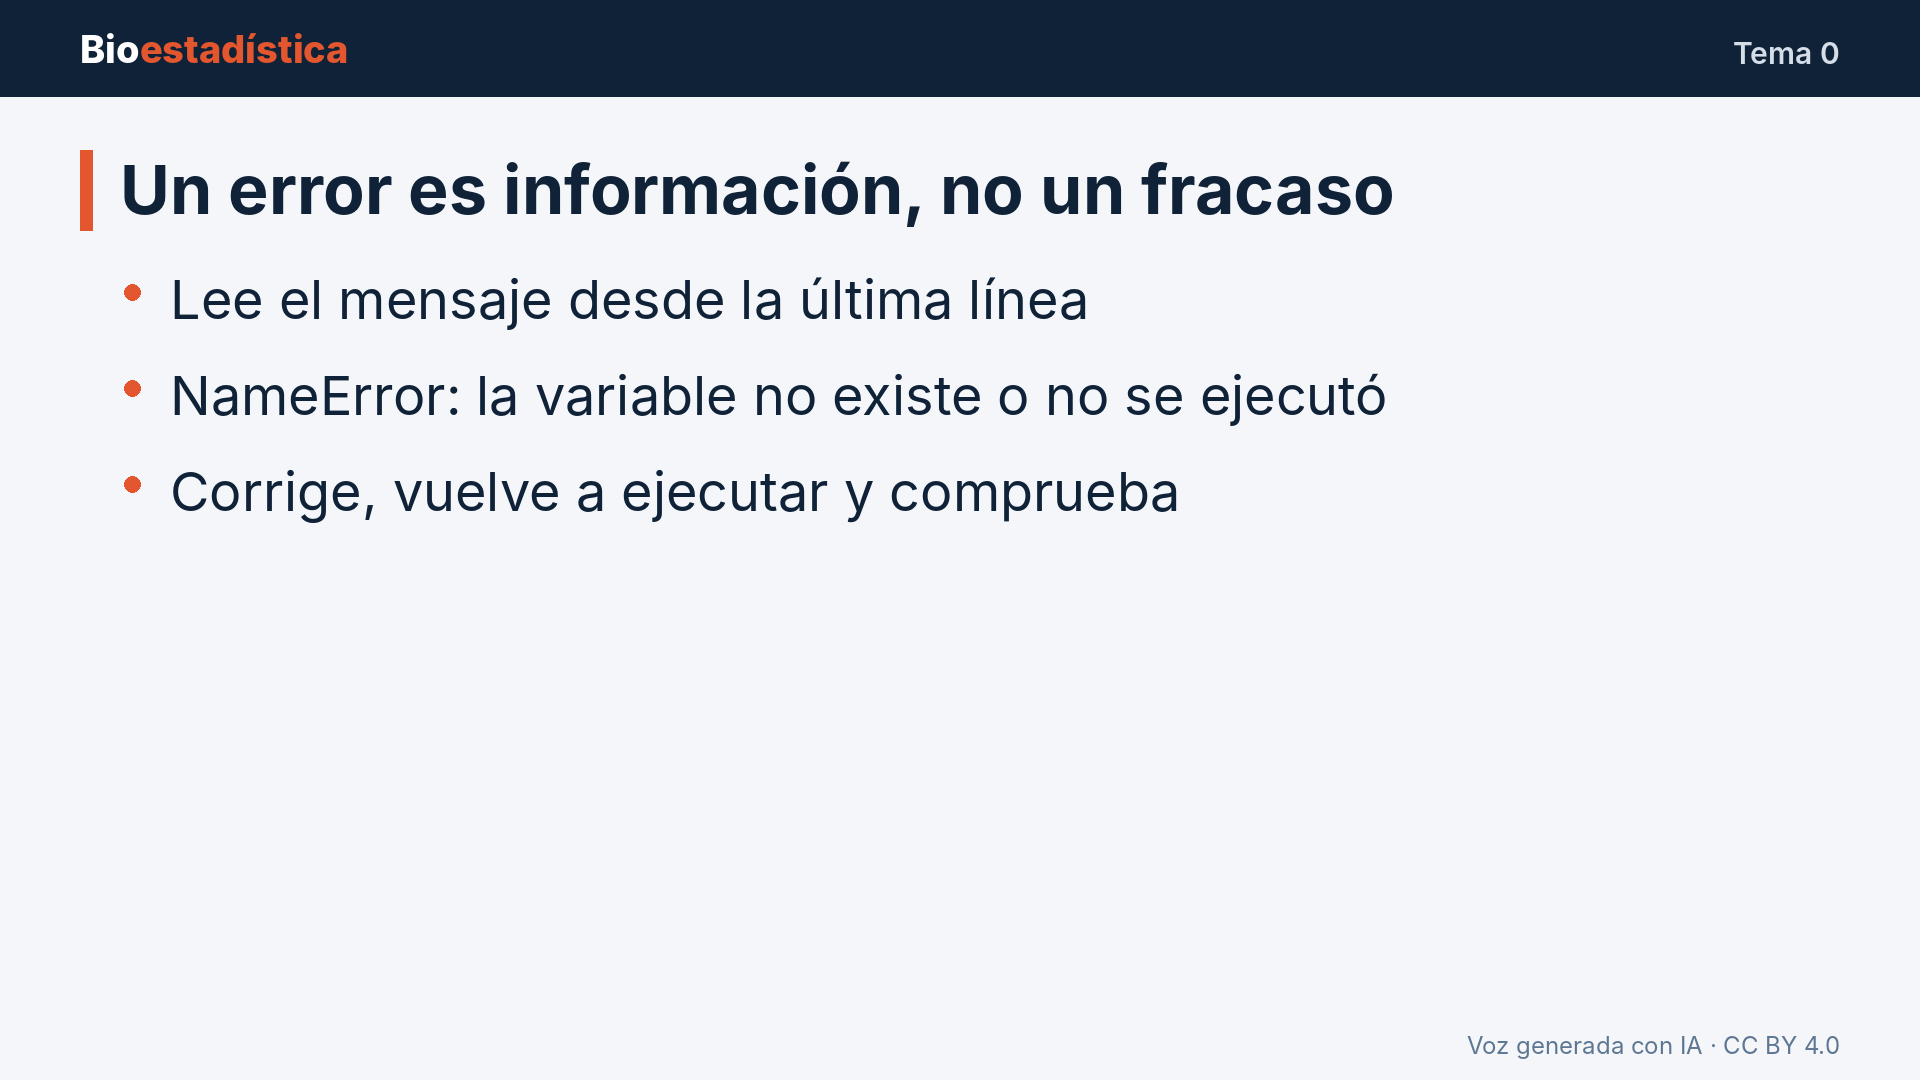 Bioestadística
Tema 0
Un error es información, no un fracaso
• Lee el mensaje desde la última línea
• NameError: la variable no existe o no se ejecutó
• Corrige, vuelve a ejecutar y comprueba
Voz generada con IA · CC BY 4.0